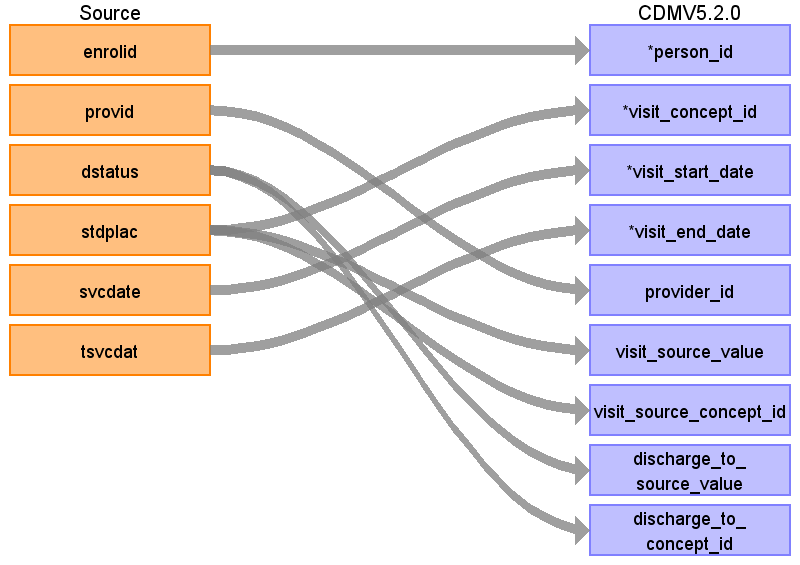 Source CDMV5.2.0
enrolid *person_id
provid *visit_concept_id
dstatus *visit_start_date
stdplac *visit_end_date
svcdate provider_id
tsvcdat visit_source_value
visit_source_concept_id
discharge_to_
source_value
discharge_to_
concept_id